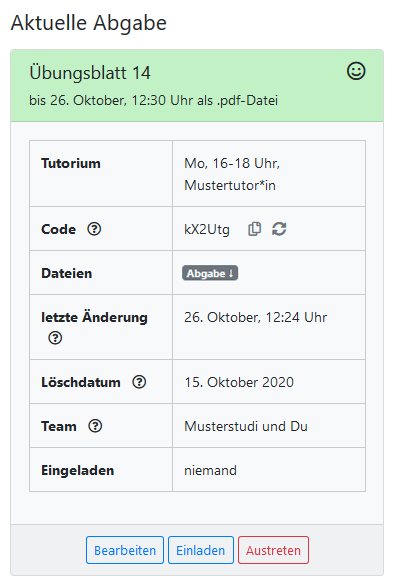 Aktuelle Abgabe
Übungsblatt 14
bis 26. Oktober, 12:30 Uhr als .pdf-Datei
Tutorium
Mo, 16-18 Uhr,
Mustertutor*in
Code
kX2Utg
Dateien
Abgabe ↓
letzte Änderung
26. Oktober, 12:24 Uhr
Löschdatum
15. Oktober 2020
Team
Musterstudi und Du
Eingeladen
niemand
Bearbeiten
Einladen
Austreten